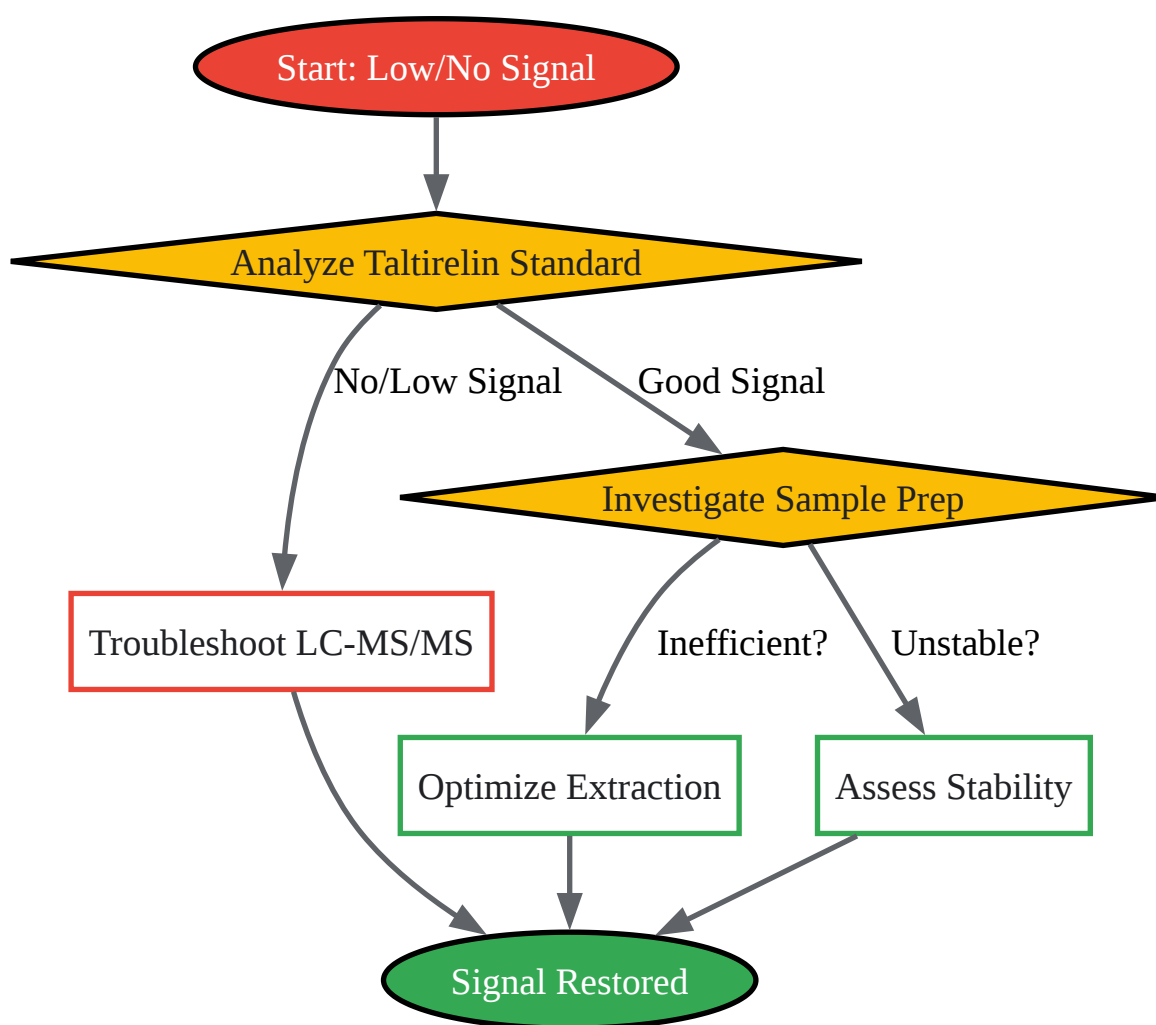 Start: Low/No Signal
Analyze Taltirelin Standard
No/Low Signal
Good Signal
Investigate Sample Prep
Troubleshoot LC-MS/MS
Inefficient?
Unstable?
Optimize Extraction
Assess Stability
Signal Restored